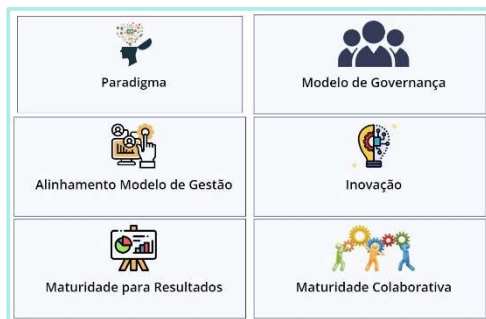 Paradigma
Modelo de Governança
Alinhamento Modelo de Gestão
Inovação
Maturidade para Resultados
Maturidade Colaborativa